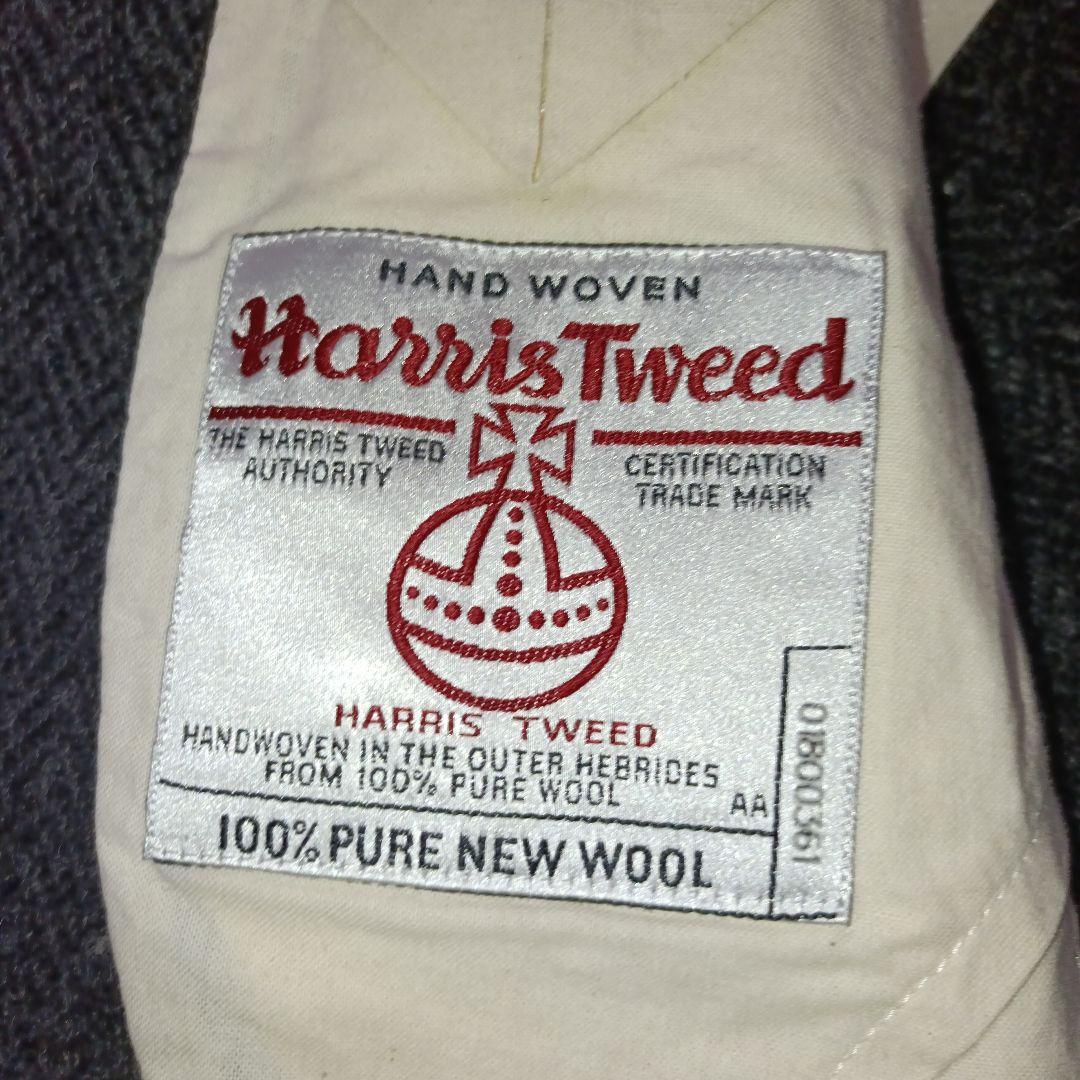 HAND WOVEN
Harris Tweed
THE HARRIS TWEED
AUTHORITY
CERTIFICATION
TRADE MARK
HARRIS TWEED
HANDWOVEN IN THE OUTER HEBRIDES
FROM 100% PURE WOOL
AA
100% PURE NEW WOOL
01800361